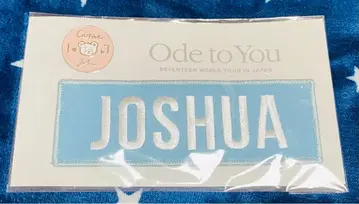 Ode to You
SEVENTEEN WORLD TOUR IN JAPAN
JOSHUA